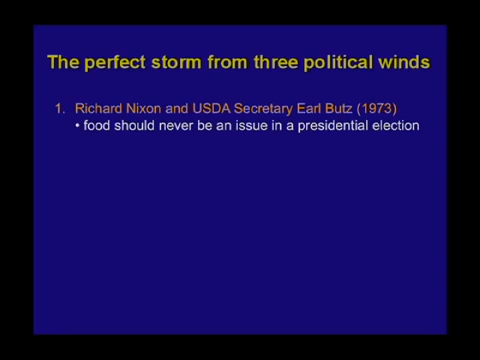 The perfect storm from three political winds
1. Richard Nixon and USDA Secretary Earl Butz (1973)
• food should never be an issue in a presidential election